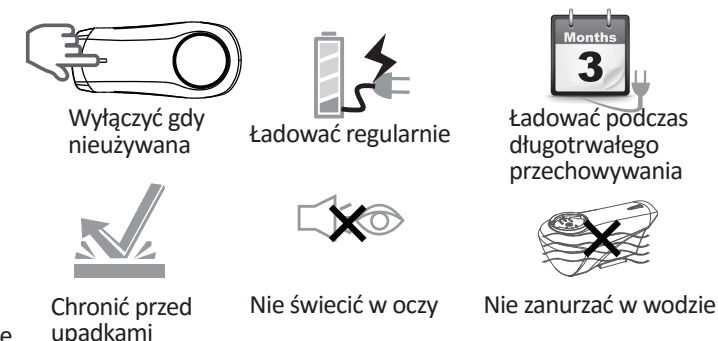 Months
3
Wyłączyć gdy
nieużywana
Ładować regularnie
Ładować podczas
długotrwałego
przechowywania
Chronić przed
upadkami
Nie świecić w oczy
Nie zanurzać w wodzie
e